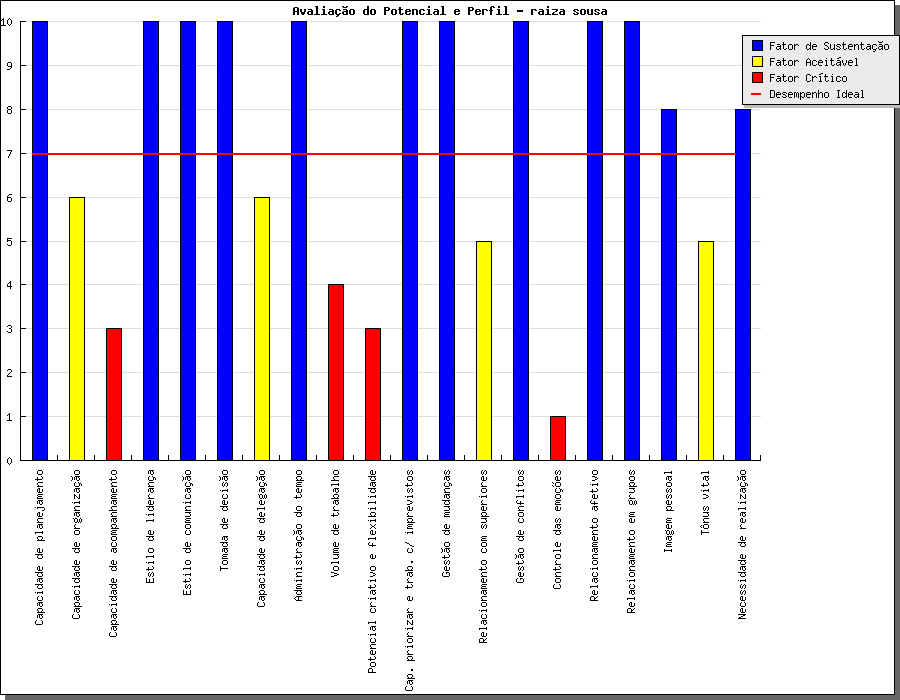 Avaliação do Potencial e Perfil - raiza sousa
Fator de Sustentação
Fator Aceitável
Fator Crítico
Desempenho Ideal
10
9
8
7
6
5
4
3
2
1
0
Capacidade de planejamento
Capacidade de organização
Capacidade de acompanhamento
Estilo de liderança
Estilo de comunicação
Tomada de decisão
Capacidade de delegação
Administração do tempo
Volume de trabalho
Potencial criativo e flexibilidade
Cap. priorizar e trab. c/ imprevistos
Gestão de mudanças
Relacionamento com superiores
Gestão de conflitos
Controle das emoções
Relacionamento afetivo
Relacionamento em grupos
Imagem pessoal
Tônus vital
Necessidade de realização